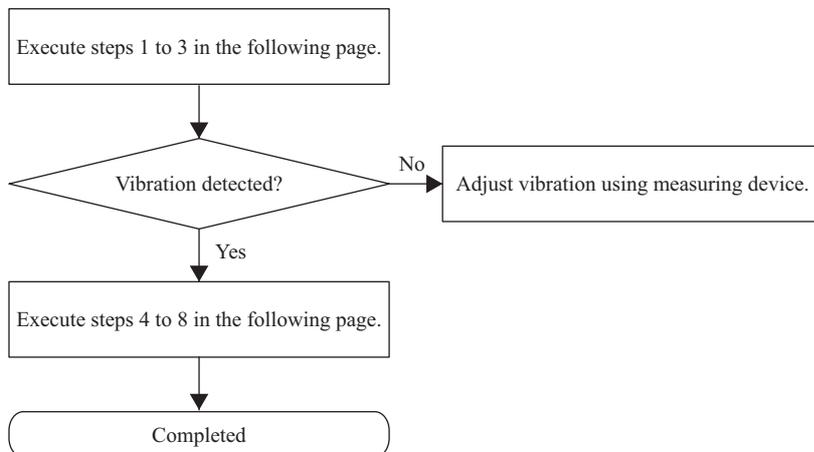 Execute steps 1 to 3 in the following page.
Vibration detected?
No
Adjust vibration using measuring device.
Yes
Execute steps 4 to 8 in the following page.
Completed